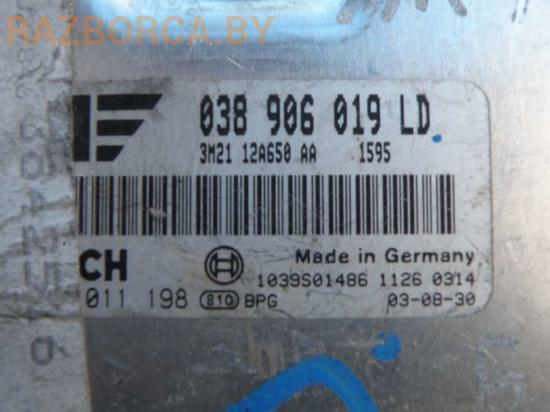 RAZBORCA.BY
038 906 019 LD
3M21 12A650 AA 1595
CH
Made in Germany
1039S01486 1126 0314
011 198 810 BPG 03-08-30